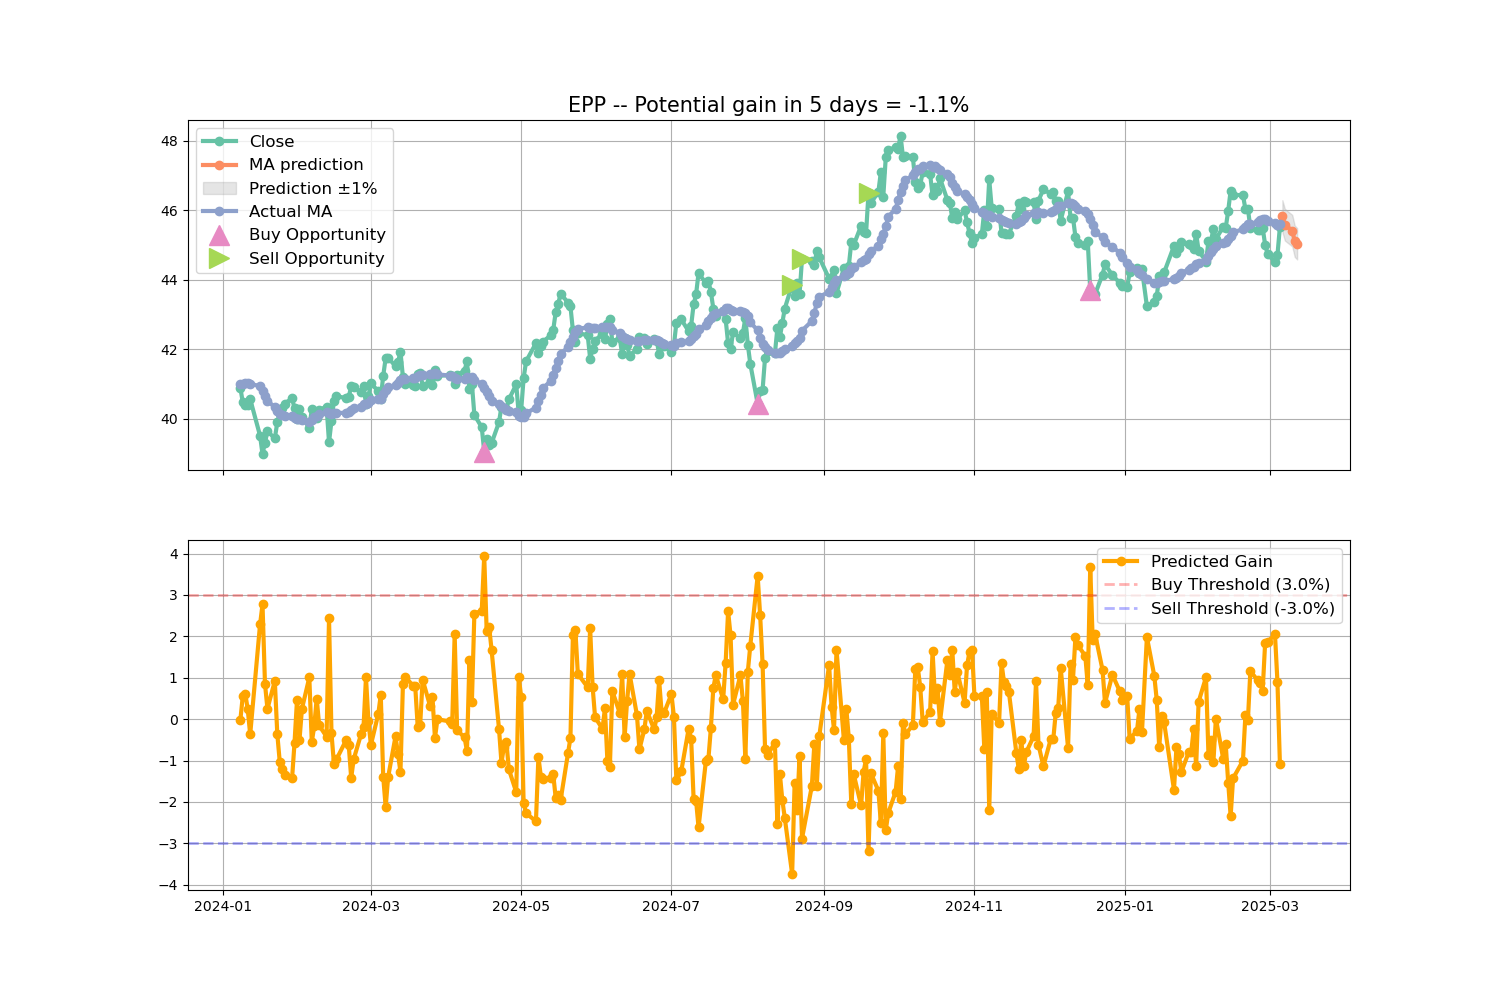 EPP -- Potential gain in 5 days = -1.1%
Close
MA prediction
Prediction ±1%
Actual MA
Buy Opportunity
Sell Opportunity
48
46
44
42
40
Predicted Gain
Buy Threshold (3.0%)
Sell Threshold (-3.0%)
4
3
2
1
0
−1
−2
−3
−4
2024-01 2024-03 2024-05 2024-07 2024-09 2024-11 2025-01 2025-03